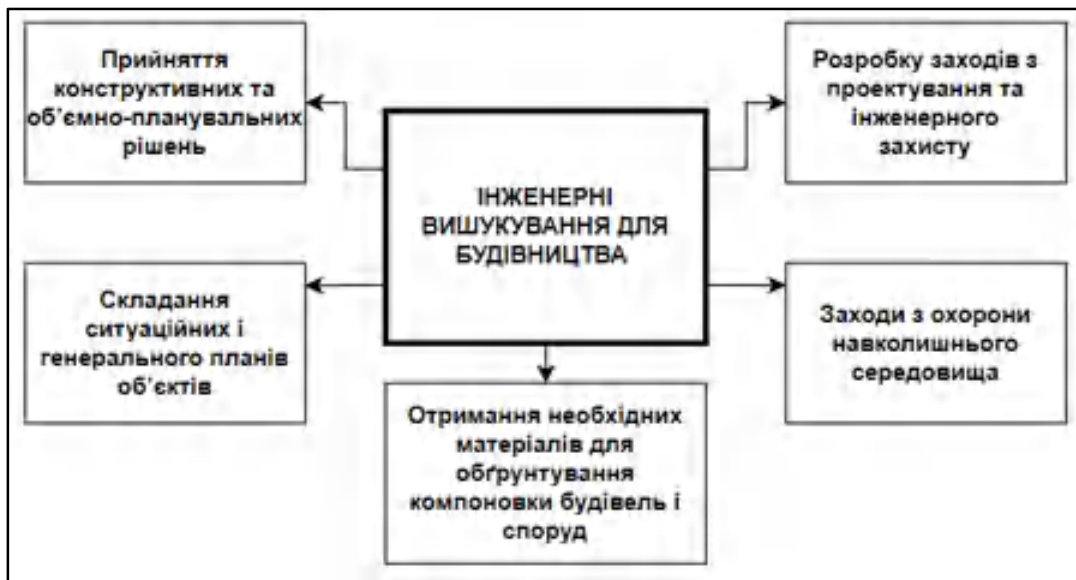 Прийняття
конструктивних та
об’ємно-планувальних
рішень
Розробку заходів з
проектування та
інженерного
захисту
ІНЖЕНЕРНІ
ВИШУКУВАННЯ ДЛЯ
БУДІВНИЦТВА
Складання
ситуаційних і
генерального планів
об’єктів
Заходи з охорони
навколишнього
середовища
Отримання необхідних
матеріалів для
обґрунтування
компоновки будівель і
споруд